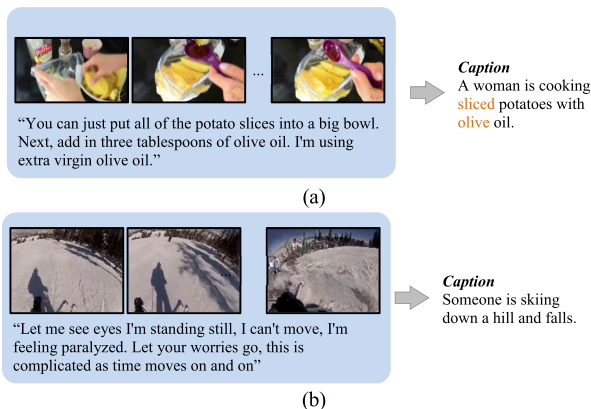 ...
Caption
A woman is cooking
sliced potatoes with
olive oil.
“You can just put all of the potato slices into a big bowl.
Next, add in three tablespoons of olive oil. I'm using
extra virgin olive oil.”
(a)
...
Caption
Someone is skiing
down a hill and falls.
“Let me see eyes I'm standing still, I can't move, I'm
feeling paralyzed. Let your worries go, this is
complicated as time moves on and on”
(b)